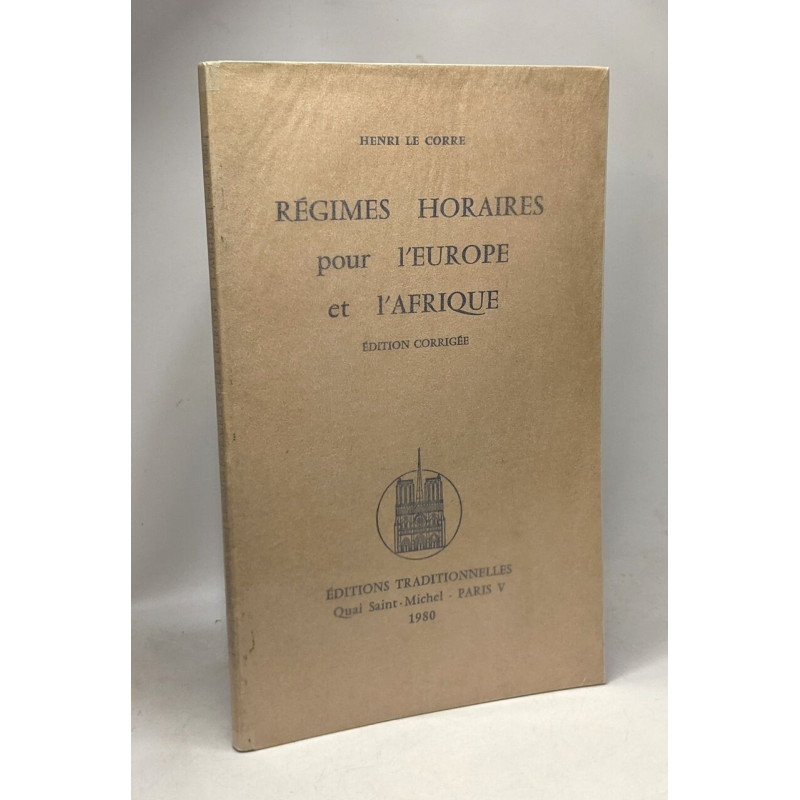 HENRI LE CORRE
RÉGIMES HORAIRES
pour l'EUROPE
et l'AFRIQUE
ÉDITION CORRIGÉE
ÉDITIONS TRADITIONNELLES
Quai Saint-Michel - PARIS V
1980